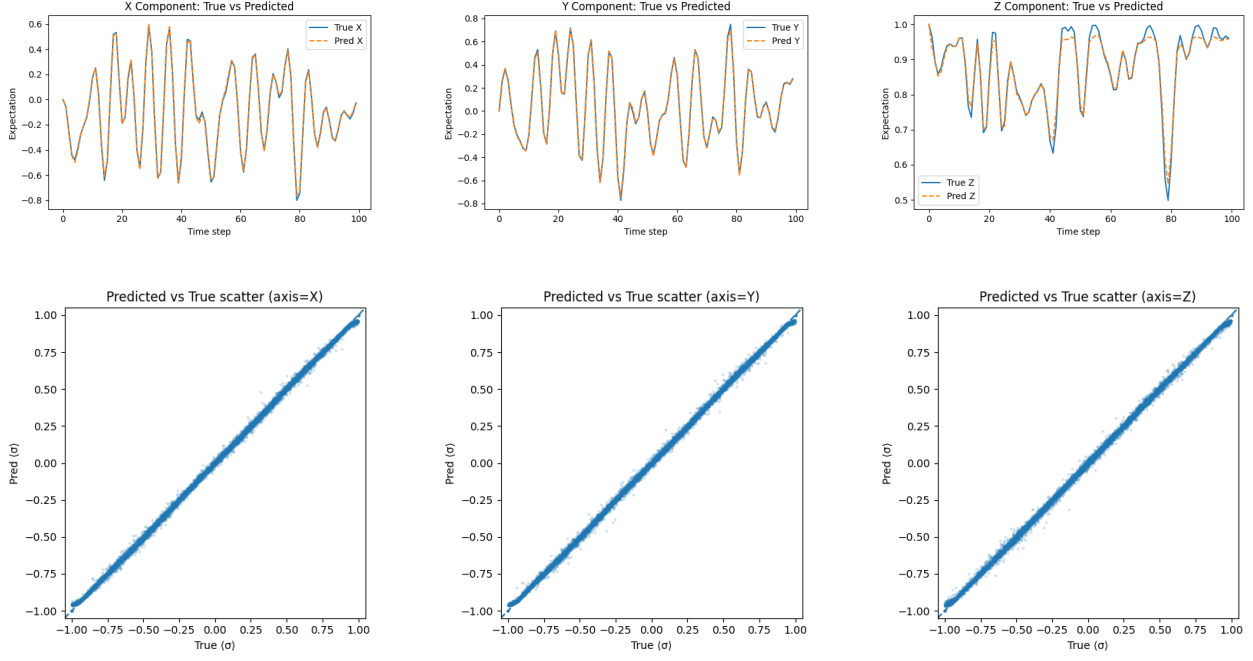 X Component: True vs Predicted
Expectation
0.6
0.4
0.2
0.0
−0.2
−0.4
−0.6
−0.8
True X
Pred X
0 20 40 60 80 100
Time step
Y Component: True vs Predicted
Expectation
0.8
0.6
0.4
0.2
0.0
−0.2
−0.4
−0.6
−0.8
True Y
Pred Y
0 20 40 60 80 100
Time step
Z Component: True vs Predicted
Expectation
1.0
0.9
0.8
0.7
0.6
0.5
True Z
Pred Z
0 20 40 60 80 100
Time step
Predicted vs True scatter (axis=X)
Pred ⟨σ⟩
1.00
0.75
0.50
0.25
0.00
−0.25
−0.50
−0.75
−1.00
−1.00 −0.75 −0.50 −0.25 0.00 0.25 0.50 0.75 1.00
True ⟨σ⟩
Predicted vs True scatter (axis=Y)
Pred ⟨σ⟩
1.00
0.75
0.50
0.25
0.00
−0.25
−0.50
−0.75
−1.00
−1.00 −0.75 −0.50 −0.25 0.00 0.25 0.50 0.75 1.00
True ⟨σ⟩
Predicted vs True scatter (axis=Z)
Pred ⟨σ⟩
1.00
0.75
0.50
0.25
0.00
−0.25
−0.50
−0.75
−1.00
−1.00 −0.75 −0.50 −0.25 0.00 0.25 0.50 0.75 1.00
True ⟨σ⟩